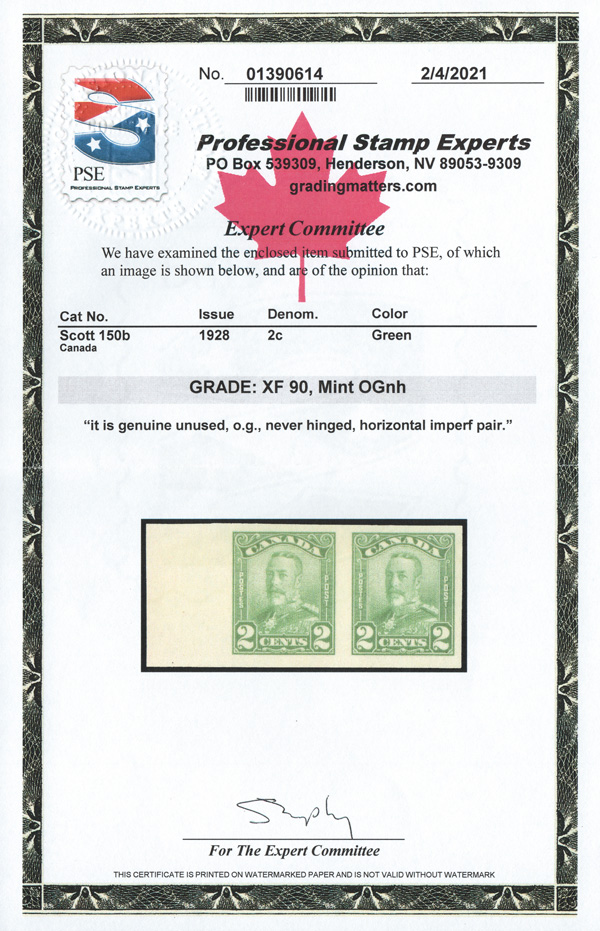 No. 01390614 2/4/2021
PSE
PROFESSIONAL STAMP EXPERTS
Professional Stamp Experts
PO Box 539309, Henderson, NV 89053-9309
gradingmatters.com
Expert Committee
We have examined the enclosed item submitted to PSE, of which
an image is shown below, and are of the opinion that:
Cat No. Issue Denom. Color
Scott 150b 1928 2c Green
Canada
GRADE: XF 90, Mint OGnh
“it is genuine unused, o.g., never hinged, horizontal imperf pair.”
CANADA CANADA
POSTES POST POSTES POST
2 CENTS 2 2 CENTS 2
For The Expert Committee
THIS CERTIFICATE IS PRINTED ON WATERMARKED PAPER AND IS NOT VALID WITHOUT WATERMARK